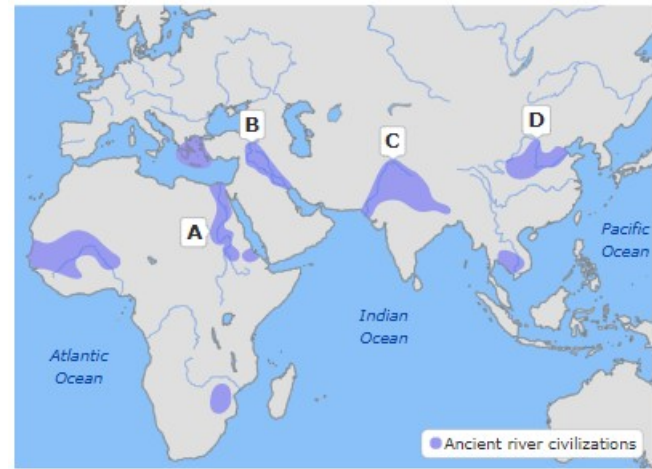 B
D
C
A
Pacific
Ocean
Indian
Ocean
Atlantic
Ocean
Ancient river civilizations